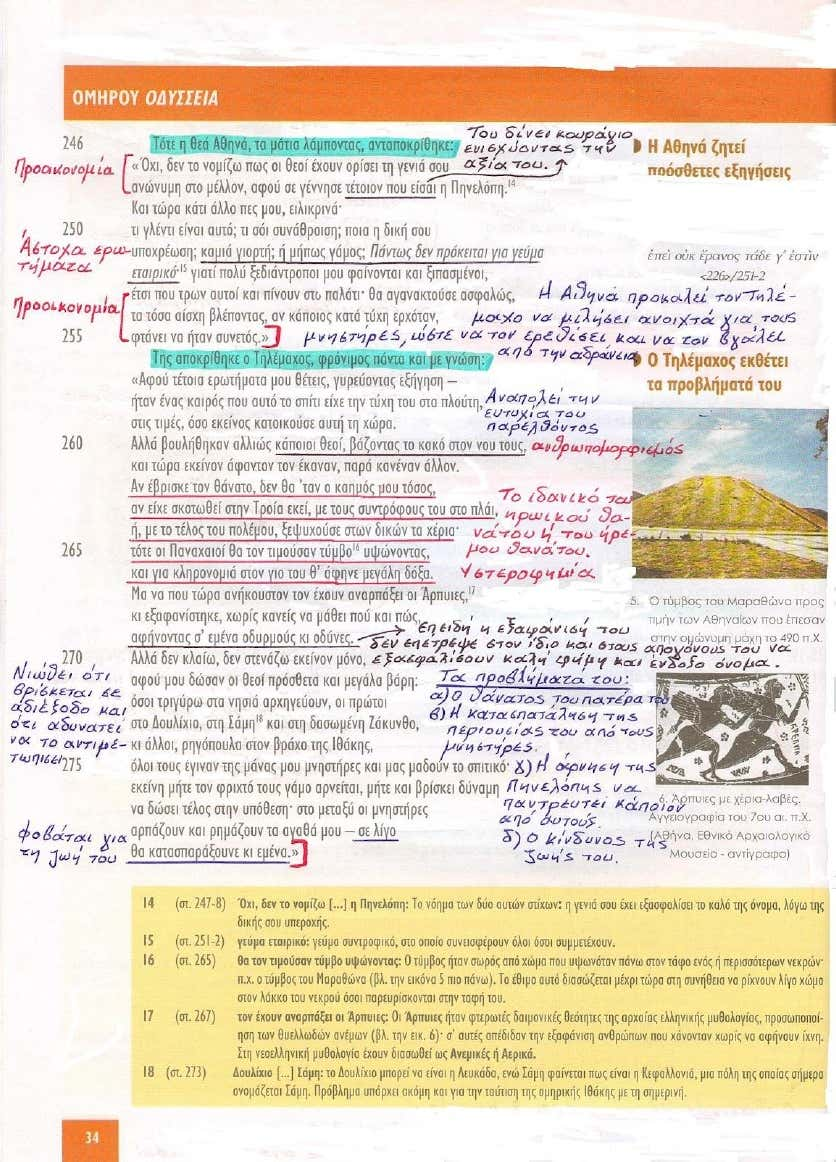 ΟΜΗΡΟΥ ΟΔΥΣΣΕΙΑ
246 Τότε η θεά Αθηνά, τα μάτια λάμποντας, ανταποκρίθηκε:
Του δίνει κουράγιο
ενισχύοντας την
αξία του.
Η Αθηνά ζητεί
πρόσθετες εξηγήσεις
Προοικονομία
«Όχι, δεν το νομίζω πως οι θεοί έχουν ορίσει τη γενιά σου
ανώνυμη στο μέλλον, αφού σε γέννησε τέτοιον που είσαι η Πηνελόπη.14
Και τώρα κάτι άλλο πες μου, ειλικρινά·
250 τι γλέντι είναι αυτό; τι σόι συνάθροιση; ποια η δική σου
Άστοχα ερω-
τήματα
υποχρέωση; καμιά γιορτή; ή μήπως γάμος; Πάντως δεν πρόκειται για γεύμα
εταιρικό·15 γιατί πολύ ξεδιάντροποι μου φαίνονται και ξιπασμένοι,
ἐπεὶ οὐκ ἔρανος τάδε γ' ἐστὶν
<226>/251-2
Προοικονομία
έτσι που τρων αυτοί και πίνουν στο παλάτι· θα αγανακτούσε ασφαλώς,
τα τόσα αίσχη βλέποντας, αν κάποιος κατά τύχη ερχόταν,
255 φτάνει να ήταν συνετός.»
Η Αθηνά προκαλεί τον Τηλέ-
μαχο να μιλήσει ανοιχτά για τους
μνηστήρες, ώστε να τον ερεθίσει και να τον βγάλει
από την αδράνεια
Της αποκρίθηκε ο Τηλέμαχος, φρόνιμος πάντα και με γνώση:
Ο Τηλέμαχος εκθέτει
τα προβλήματά του
«Αφού τέτοια ερωτήματα μου θέτεις, γυρεύοντας εξήγηση —
ήταν ένας καιρός που αυτό το σπίτι είχε την τύχη του στα πλούτη,
στις τιμές, όσο εκείνος κατοικούσε αυτή τη χώρα.
Αναπολεί την
ευτυχία του
παρελθόντος
260 Αλλά βουλήθηκαν αλλιώς κάποιοι θεοί, βάζοντας το κακό στον νου τους,
ανθρωπομορφισμός
και τώρα εκείνον άφαντον τον έκαναν, παρά κανέναν άλλον.
Αν έβρισκε τον θάνατο, δεν θα 'ταν ο καημός μου τόσος,
αν είχε σκοτωθεί στην Τροία εκεί, με τους συντρόφους του στο πλάι,
ή, με το τέλος του πολέμου, ξεψυχούσε στων δικών τα χέρια·
265 τότε οι Παναχαιοί θα τον τιμούσαν τύμβο16 υψώνοντας,
και για κληρονομιά στον γιο του θ' άφηνε μεγάλη δόξα.
Το ιδανικό του
ηρωικού θα-
νάτου ή του ήρε-
μου θανάτου.
Υστεροφημία
Μα να που τώρα ανήκουστον τον έχουν αναρπάξει οι Άρπυιες,17
κι εξαφανίστηκε, χωρίς κανείς να μάθει πού και πώς,
αφήνοντας σ' εμένα οδυρμούς κι οδύνες.
Επειδή η εξαφάνισή του
δεν επέτρεψε στον ίδιο και στους απογόνους του να
εξασφαλίσουν καλή φήμη και ένδοξο όνομα.
5. Ο τύμβος του Μαραθώνα προς
τιμήν των Αθηναίων που έπεσαν
στην ομώνυμη μάχη το 490 π.Χ.
270 Αλλά δεν κλαίω, δεν στενάζω εκείνον μόνο,
αφού μου δώσαν οι θεοί πρόσθετα και μεγάλα βάρη:
όσοι τριγύρω στα νησιά αρχηγεύουν, οι πρώτοι
στο Δουλίχιο, στη Σάμη18 και στη δασωμένη Ζάκυνθο,
κι άλλοι, ρηγόπουλα στον βράχο της Ιθάκης,
275 όλοι τους έγιναν της μάνας μου μνηστήρες και μας μαδούν το σπιτικό·
εκείνη μήτε τον φριχτό τους γάμο αρνείται, μήτε και βρίσκει δύναμη
να δώσει τέλος στην υπόθεση· στο μεταξύ οι μνηστήρες
αρπάζουν και ρημάζουν τα αγαθά μου — σε λίγο
θα κατασπαράξουνε κι εμένα.»
Νιώθει ότι
βρίσκεται σε
αδιέξοδο και
ότι αδυνατεί
να το αντιμε-
τωπίσει
φοβάται για
τη ζωή του
Τα προβλήματα του:
α) Ο θάνατος του πατέρα του
β) Η κατασπατάληση της
περιουσίας του από τους
μνηστήρες.
γ) Η άρνηση της
Πηνελόπης να
παντρευτεί κάποιον
από αυτούς.
δ) Ο κίνδυνος της
ζωής του.
6. Άρπυιες με χέρια-λαβές.
Αγγειογραφία του 7ου αι. π.Χ.
(Αθήνα, Εθνικό Αρχαιολογικό
Μουσείο - αντίγραφο)
14 (στ. 247-8) Όχι, δεν το νομίζω [...] η Πηνελόπη: Το νόημα των δύο αυτών στίχων: η γενιά σου έχει εξασφαλίσει το καλό της όνομα, λόγω της
δικής σου υπεροχής.
15 (στ. 251-2) γεύμα εταιρικό: γεύμα συντροφικό, στο οποίο συνεισφέρουν όλοι όσοι συμμετέχουν.
16 (στ. 265) θα τον τιμούσαν τύμβο υψώνοντας: Ο τύμβος ήταν σωρός από χώμα που υψωνόταν πάνω στον τάφο ενός ή περισσότερων νεκρών·
π.χ. ο τύμβος του Μαραθώνα (βλ. την εικόνα 5 πιο πάνω). Το έθιμο αυτό διασώζεται μέχρι τώρα στη συνήθεια να ρίχνουν λίγο χώμα
στον λάκκο του νεκρού όσοι παρευρίσκονται στην ταφή του.
17 (στ. 267) τον έχουν αναρπάξει οι Άρπυιες: Οι Άρπυιες ήταν φτερωτές δαιμονικές θεότητες της αρχαίας ελληνικής μυθολογίας, προσωποποί-
ηση των θυελλωδών ανέμων (βλ. την εικ. 6)· σ' αυτές απέδιδαν την εξαφάνιση ανθρώπων που χάνονταν χωρίς να αφήσουν ίχνη.
Στη νεοελληνική μυθολογία έχουν διασωθεί ως Ανεμικές ή Αερικά.
18 (στ. 273) Δουλίχιο [...] Σάμη: το Δουλίχιο μπορεί να είναι η Λευκάδα, ενώ Σάμη φαίνεται πως είναι η Κεφαλλονιά, μια πόλη της οποίας σήμερα
ονομάζεται Σάμη. Πρόβλημα υπάρχει ακόμη και για την ταύτιση της ομηρικής Ιθάκης με τη σημερινή.
34